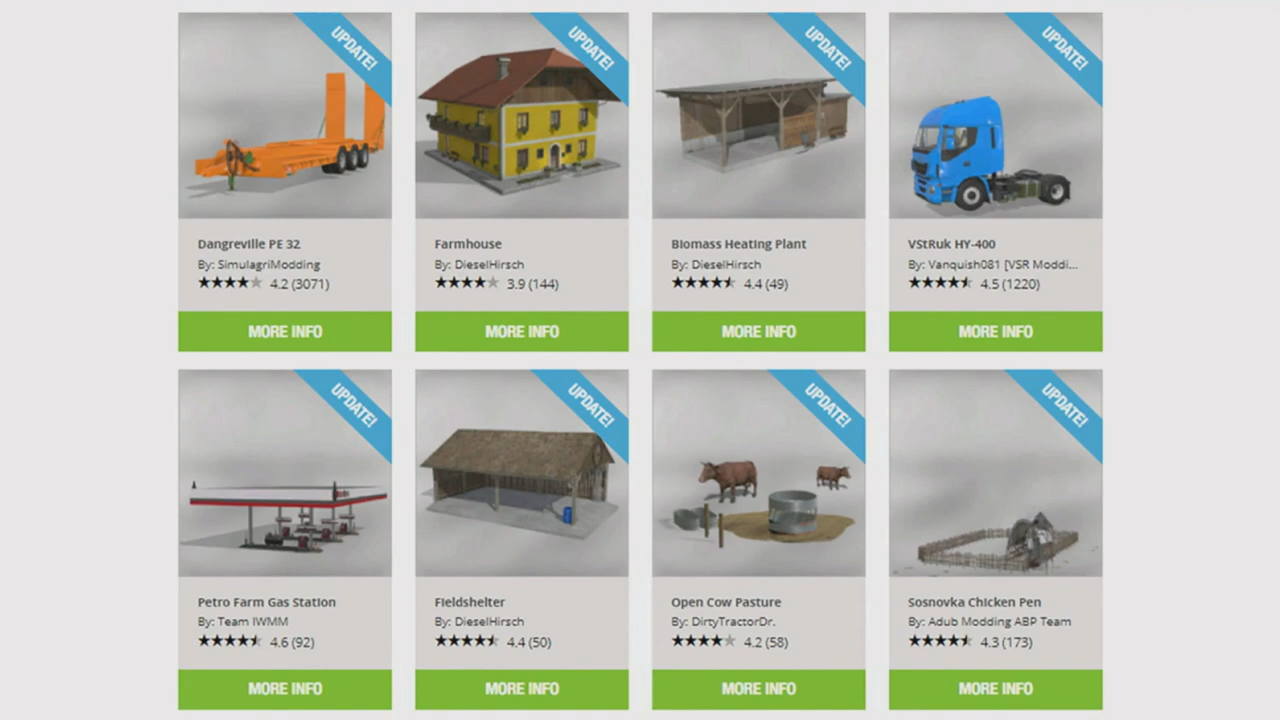 UPDATE!
UPDATE!
UPDATE!
UPDATE!
Dangreville PE 32
By: SimulagriModding
4.2 (3071)
MORE INFO
Farmhouse
By: DieselHirsch
3.9 (144)
MORE INFO
Biomass Heating Plant
By: DieselHirsch
4.4 (49)
MORE INFO
VStRuk HY-400
By: Vanquish081 [VSR Moddi...
4.5 (1220)
MORE INFO
UPDATE!
UPDATE!
UPDATE!
UPDATE!
Petro Farm Gas Station
By: Team IWMM
4.6 (92)
MORE INFO
Fieldshelter
By: DieselHirsch
4.4 (50)
MORE INFO
Open Cow Pasture
By: DirtyTractorDr.
4.2 (58)
MORE INFO
Sosnovka Chicken Pen
By: Adub Modding ABP Team
4.3 (173)
MORE INFO